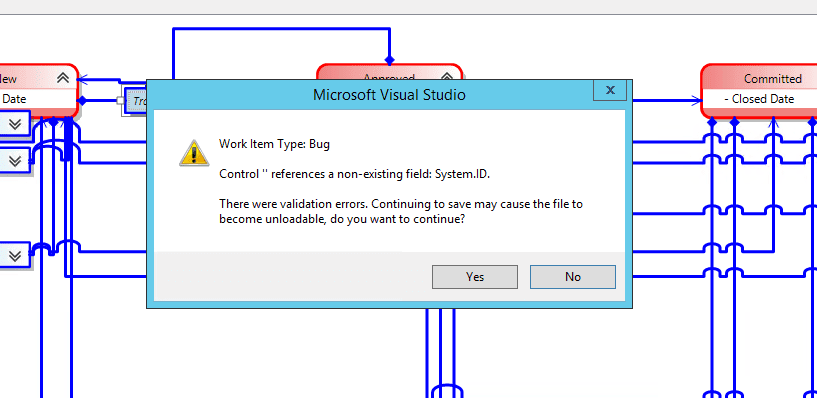 Approved
Committed
Date
- Closed Date
Microsoft Visual Studio
x
Work Item Type: Bug
Control '' references a non-existing field: System.ID.
There were validation errors. Continuing to save may cause the file to
become unloadable, do you want to continue?
Yes
No